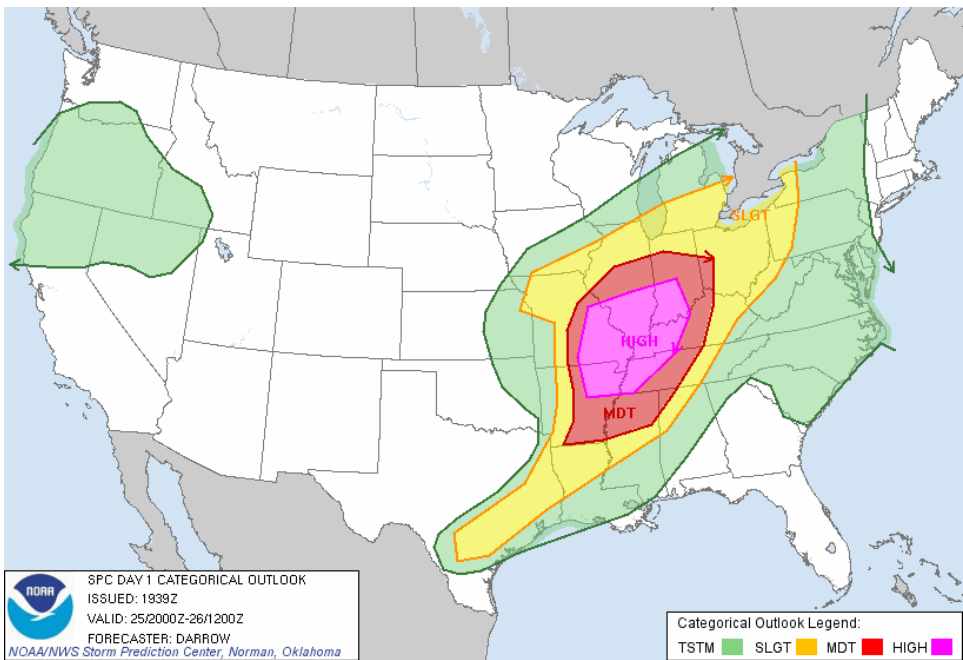 SLGT
HIGH
MDT
NOAA
SPC DAY 1 CATEGORICAL OUTLOOK
ISSUED: 1939Z
VALID: 25/2000Z-26/1200Z
FORECASTER: DARROW
NOAA/NWS Storm Prediction Center, Norman, Oklahoma
Categorical Outlook Legend:
TSTM SLGT MDT HIGH